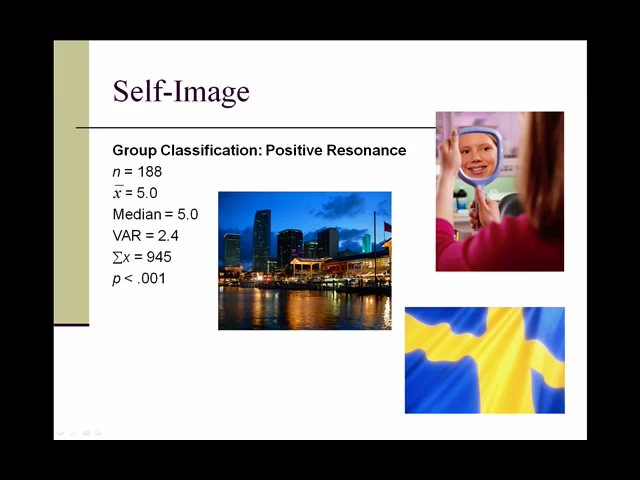 Self-Image
Group Classification: Positive Resonance
n = 188
x̅ = 5.0
Median = 5.0
VAR = 2.4
∑x = 945
p < .001